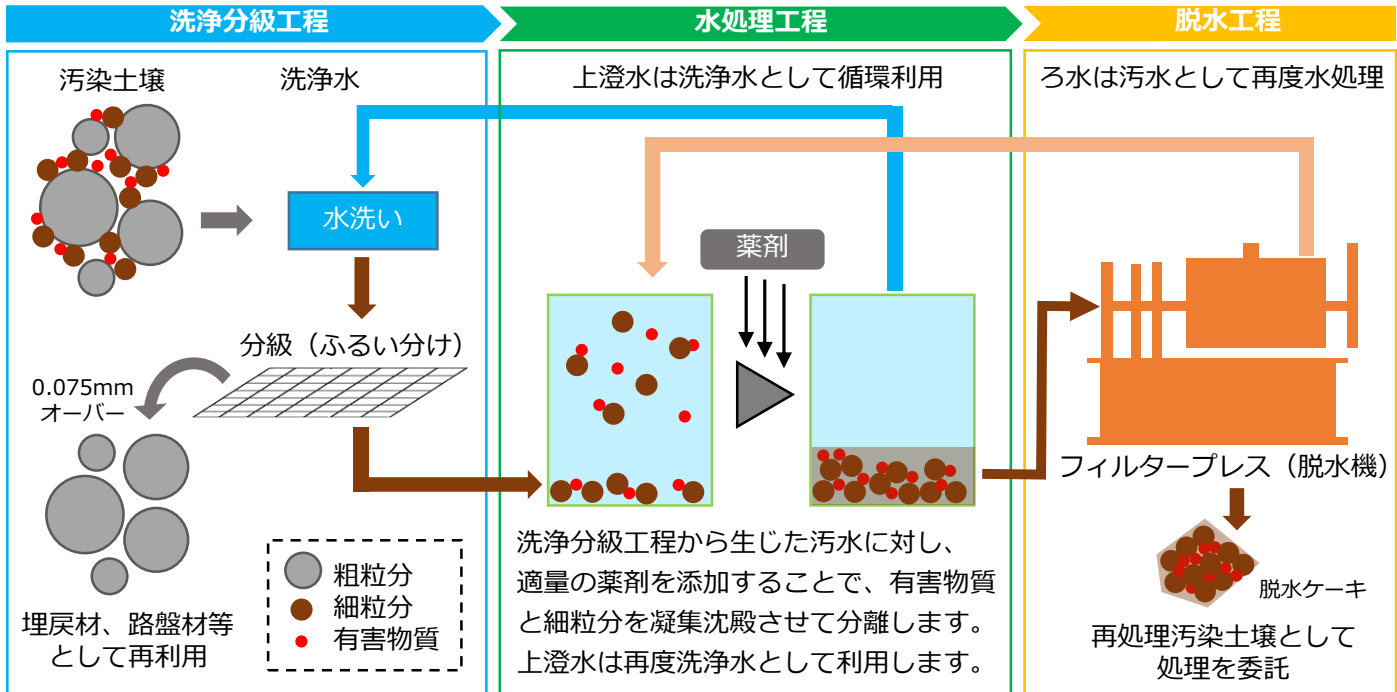 洗浄分級工程
水処理工程
脱水工程
汚染土壌
洗浄水
上澄水は洗浄水として循環利用
ろ水は汚水として再度水処理
水洗い
薬剤
分級（ふるい分け）
0.075mm
オーバー
フィルタープレス（脱水機）
洗浄分級工程から生じた汚水に対し、
適量の薬剤を添加することで、有害物質
と細粒分を凝集沈殿させて分離します。
上澄水は再度洗浄水として利用します。
粗粒分
細粒分
有害物質
埋戻材、路盤材等
として再利用
脱水ケーキ
再処理汚染土壌として
処理を委託